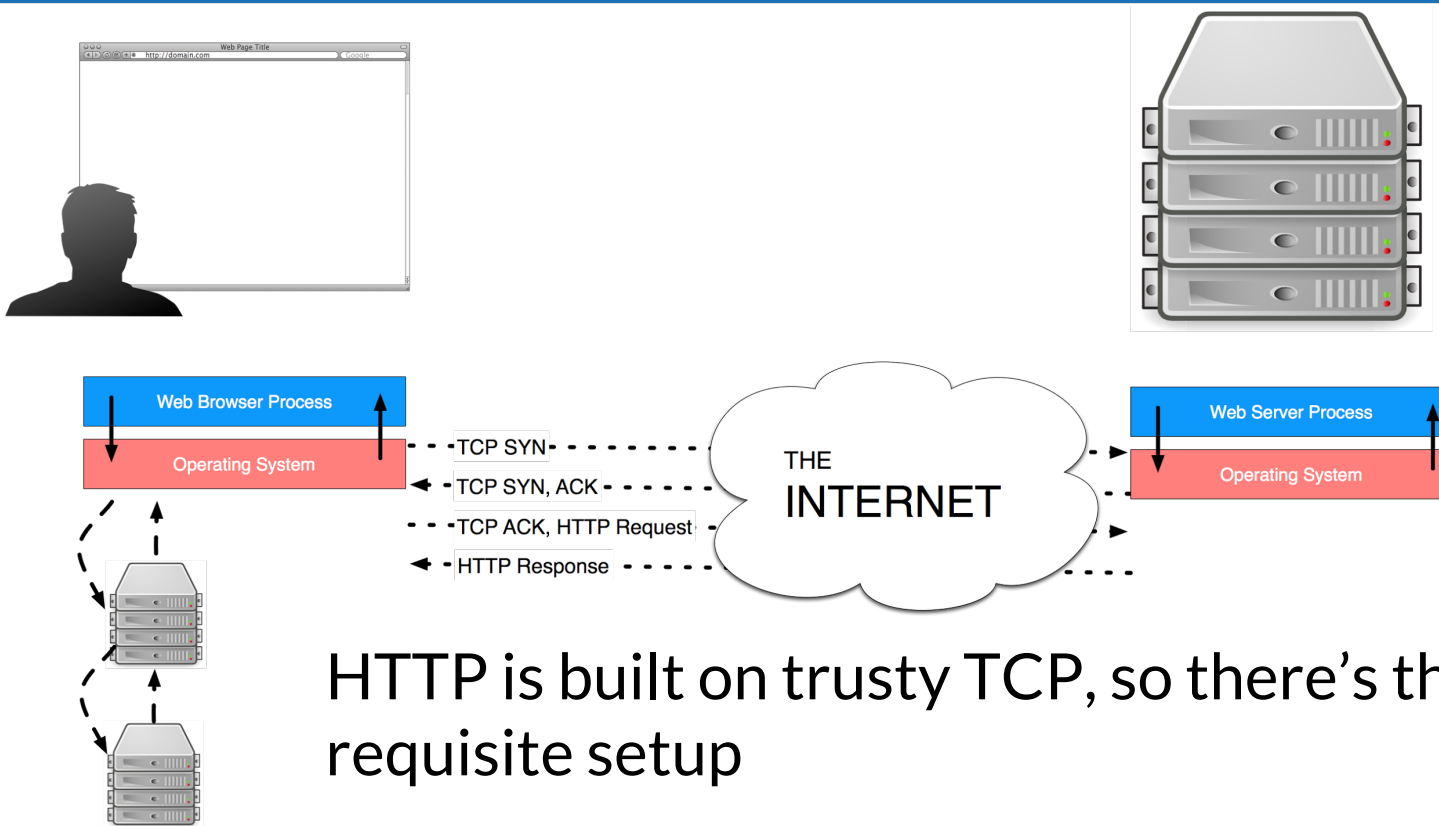 Web Page Title
http://domain.com
Google
Web Browser Process
Operating System
TCP SYN
TCP SYN, ACK
TCP ACK, HTTP Request
HTTP Response
THE
INTERNET
Web Server Process
Operating System
HTTP is built on trusty TCP, so there’s th
requisite setup